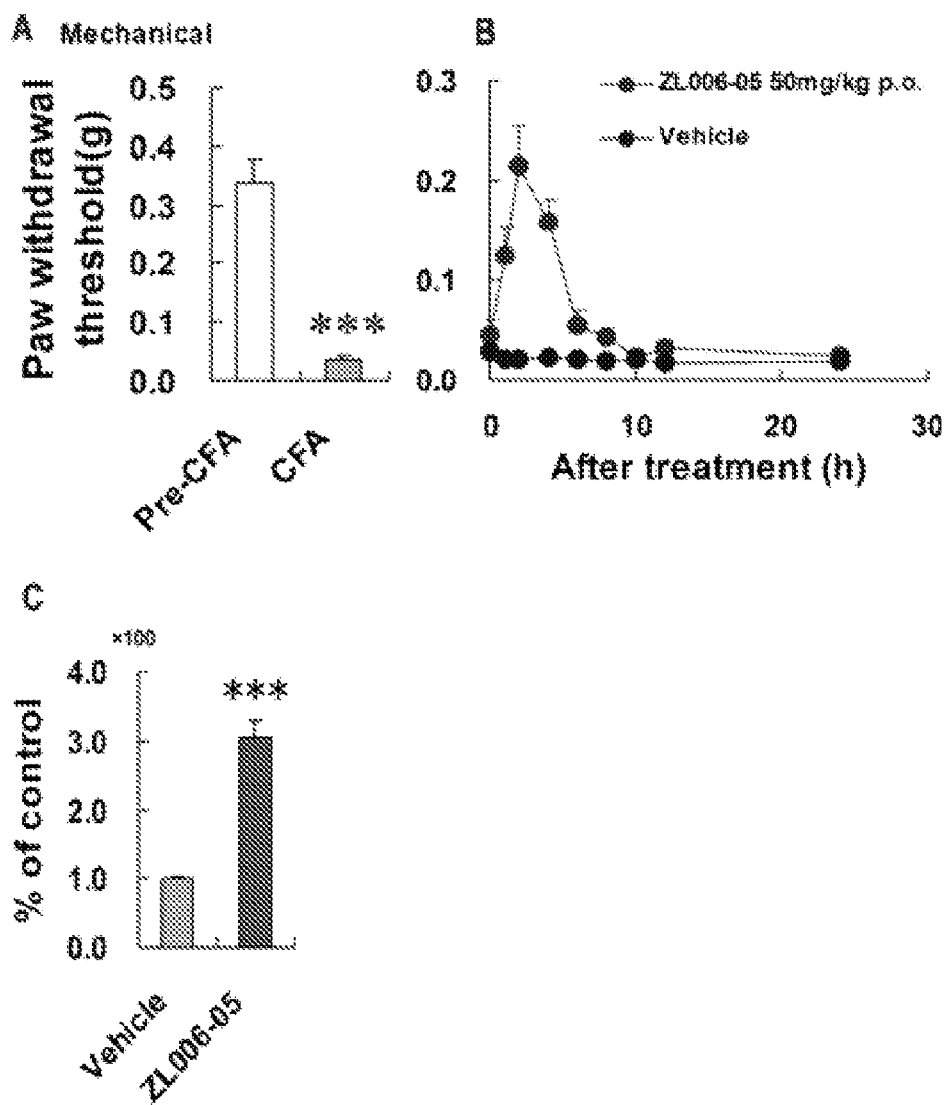 A Mechanical
Paw withdrawal
threshold(g)
0.5
0.4
0.3
0.2
0.1
0.0
***
Pre-CFA
CFA
B
0.3
0.2
0.1
0.0
ZL006-05 50mg/kg p.o.
Vehicle
0
10
20
30
After treatment (h)
C
×100
% of control
4.0
3.0
2.0
1.0
0.0
***
Vehicle
ZL006-05